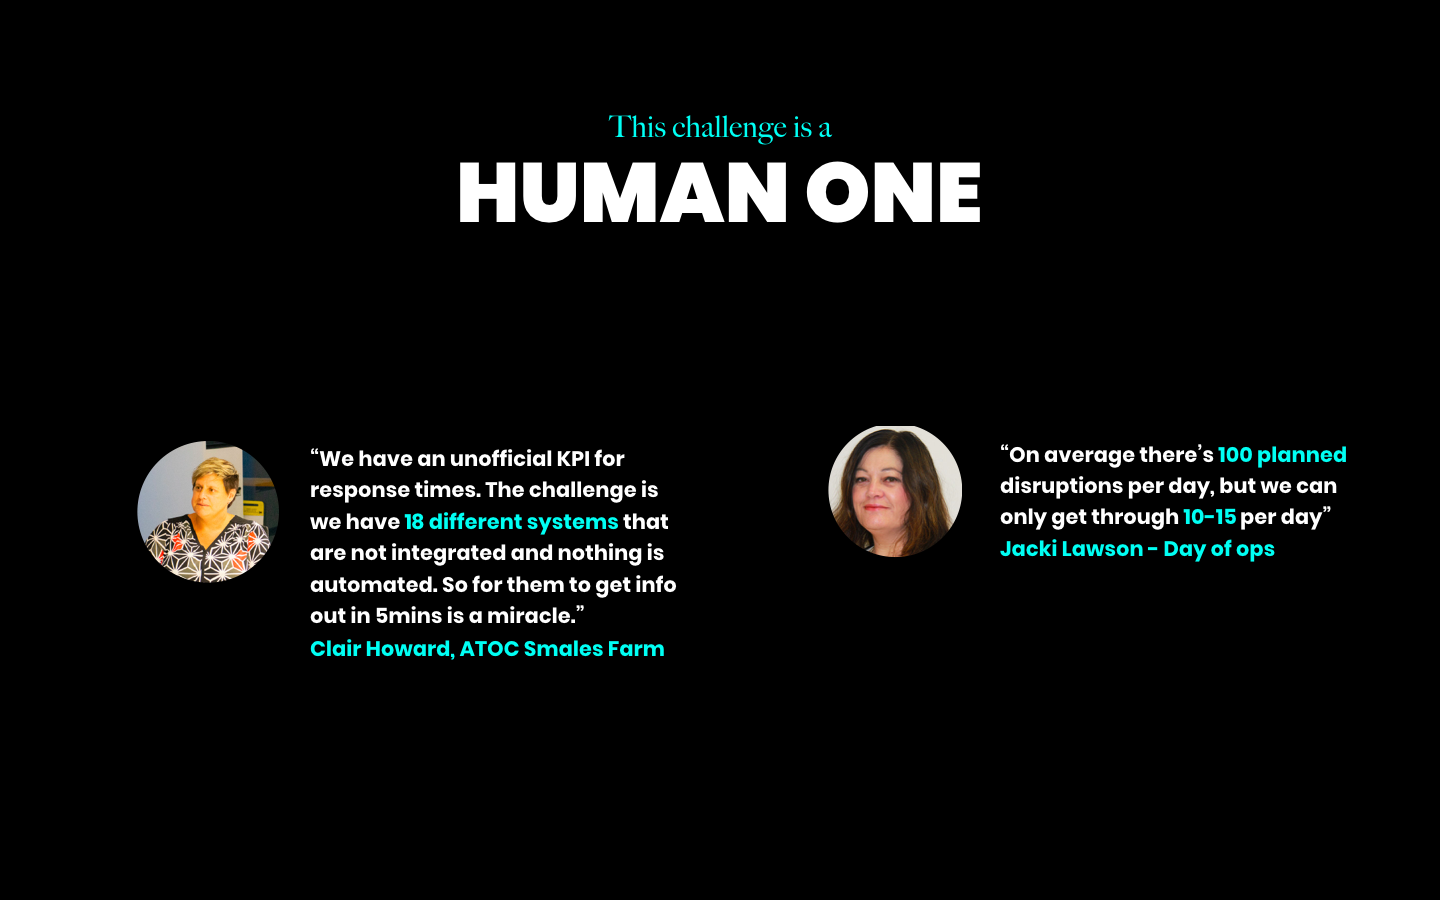 This challenge is a
HUMAN ONE
“We have an unofficial KPI for
response times. The challenge is
we have 18 different systems that
are not integrated and nothing is
automated. So for them to get info
out in 5mins is a miracle.”
Clair Howard, ATOC Smales Farm
“On average there’s 100 planned
disruptions per day, but we can
only get through 10-15 per day”
Jacki Lawson - Day of ops